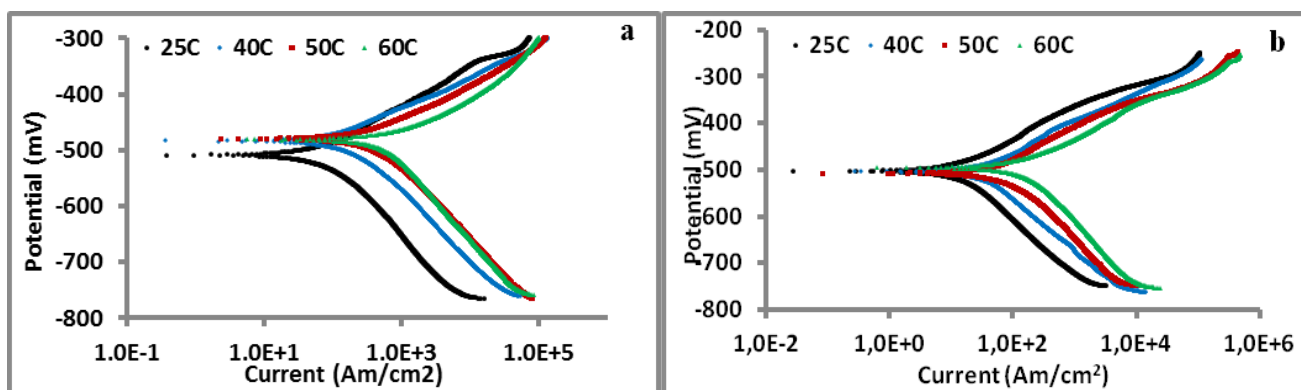 -300
25C 40C 50C 60C
a
-400
-500
-600
-700
-800
Potential (mV)
1.0E-1 1.0E+1 1.0E+3 1.0E+5
Current (Am/cm2)
-200
25C 40C 50C 60C
b
-300
-400
-500
-600
-700
-800
Potential (mV)
1,0E-2 1,0E+0 1,0E+2 1,0E+4 1,0E+6
Current (Am/cm²)